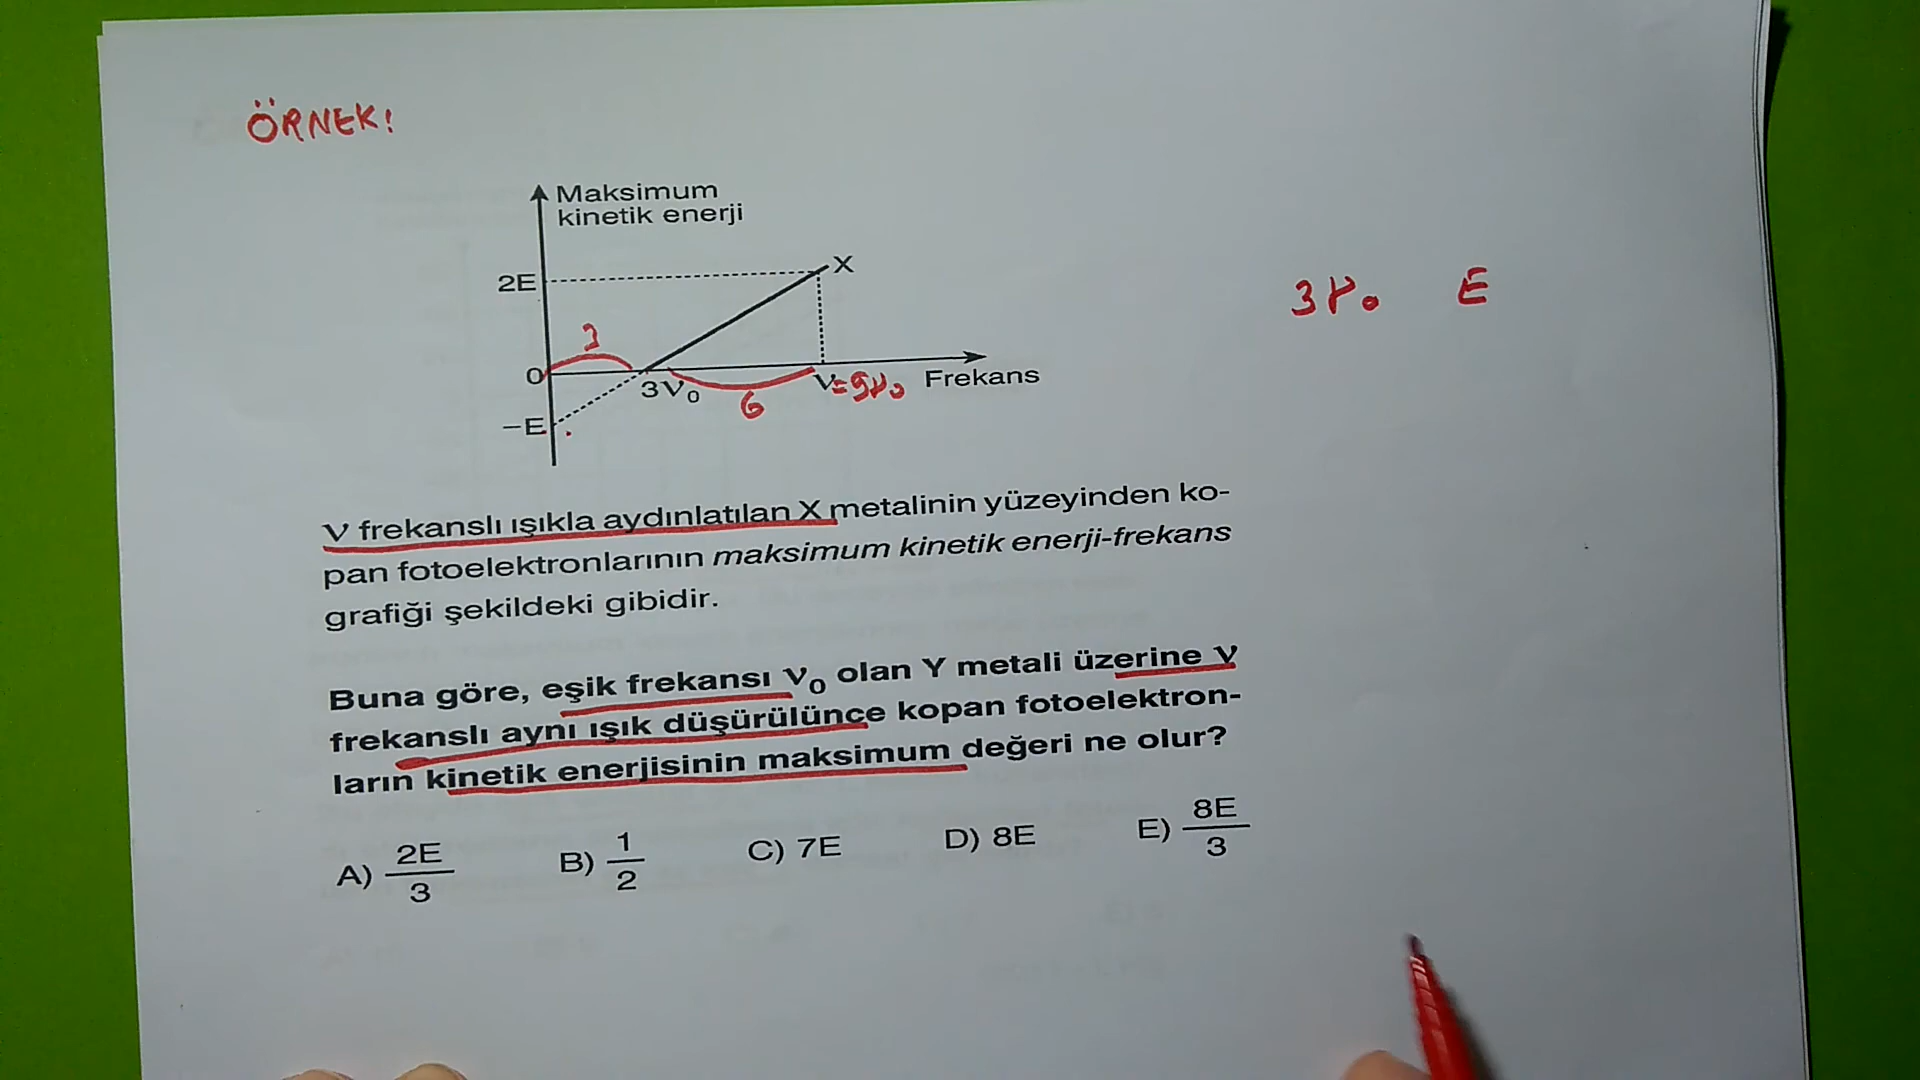 ÖRNEK!
Maksimum
kinetik enerji
2E
X
3ν₀ E
3
0
3ν₀
6
ν=9ν₀
Frekans
–E
ν frekanslı ışıkla aydınlatılan X metalinin yüzeyinden ko-
pan fotoelektronlarının maksimum kinetik enerji-frekans
grafiği şekildeki gibidir.
Buna göre, eşik frekansı ν₀ olan Y metali üzerine ν
frekanslı aynı ışık düşürülünce kopan fotoelektron-
ların kinetik enerjisinin maksimum değeri ne olur?
A) 2E/3 B) 1/2 C) 7E D) 8E E) 8E/3